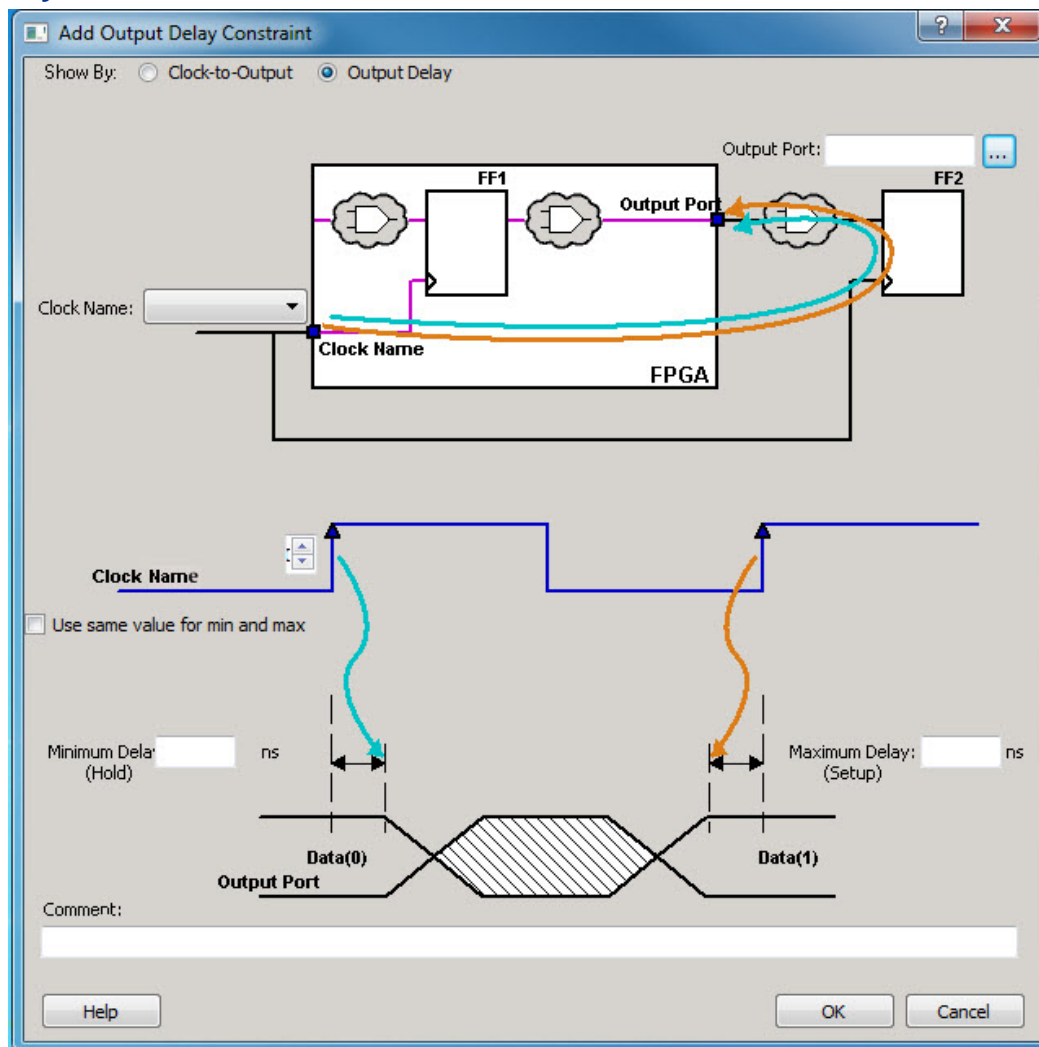 Add Output Delay Constraint
Show By: Clock-to-Output Output Delay
Output Port: ...
FF1
FF2
Output Port
Clock Name:
Clock Name
FPGA
Clock Name
Use same value for min and max
Minimum Dela ns
(Hold)
Maximum Delay: ns
(Setup)
Data(0)
Data(1)
Output Port
Comment:
Help
OK
Cancel